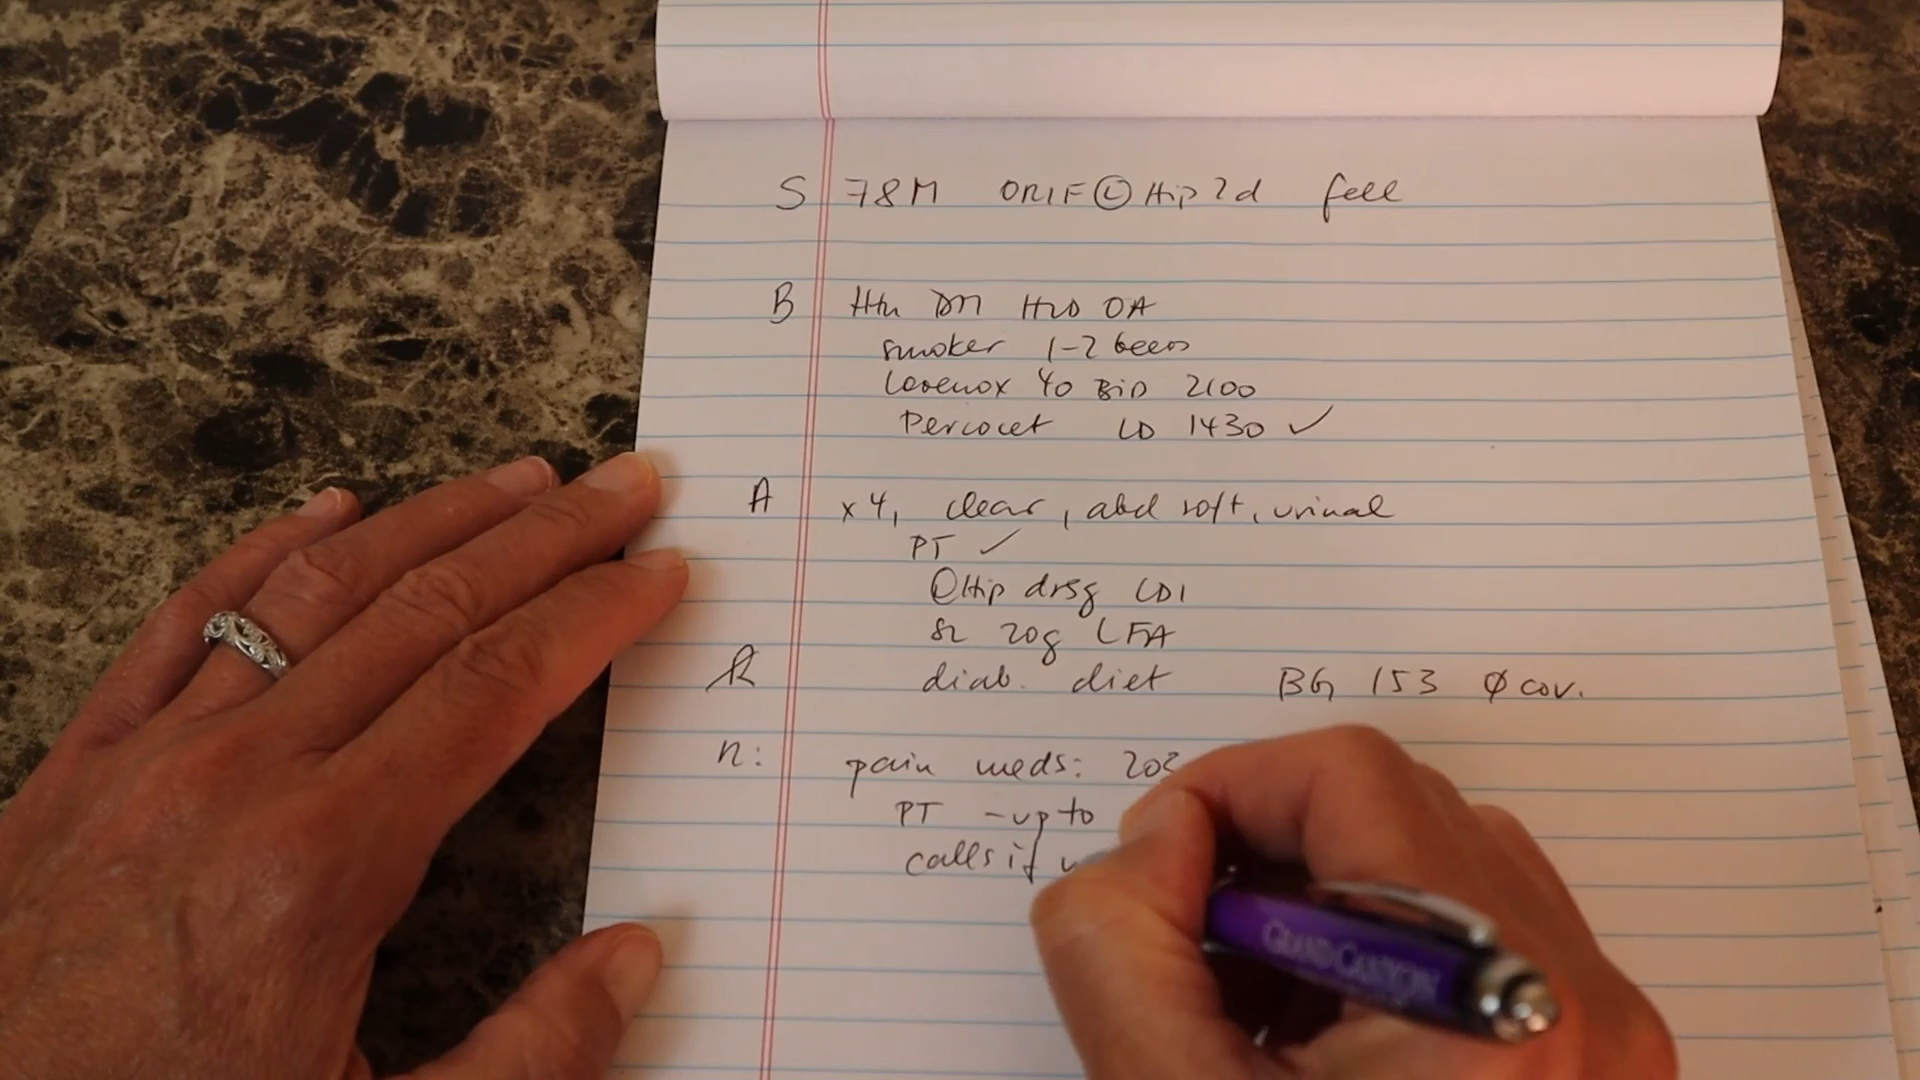 S 78M ORIF Ⓛ Hip 2d fell
B Htn DM HLD OA
smoker 1-2 beers
Lovenox 40 BID 2100
Percocet LD 1430 ✓
A x4, clear, abd soft, urinal
PT ✓
Ⓛ Hip drsg CDI
SL 20g LFA
diab. diet BG 153 Ø cov.
R
n: pain meds:
PT - up to
calls if
GRAND CANYON